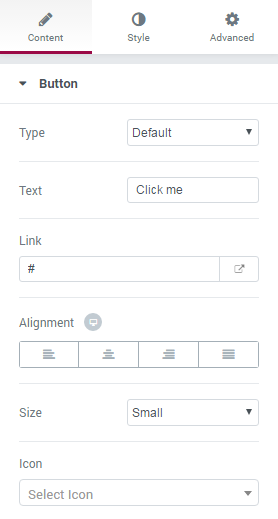 Content Style Advanced
Button
Type Default
Text Click me
Link
#
Alignment
Size Small
Icon
Select Icon